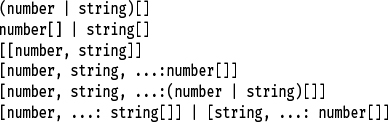 (number | string)[]
number[] | string[]
[[number, string]]
[number, string, ...:number[]]
[number, string, ...:(number | string)[]]
[number, ...: string[]] | [string, ...: number[]]